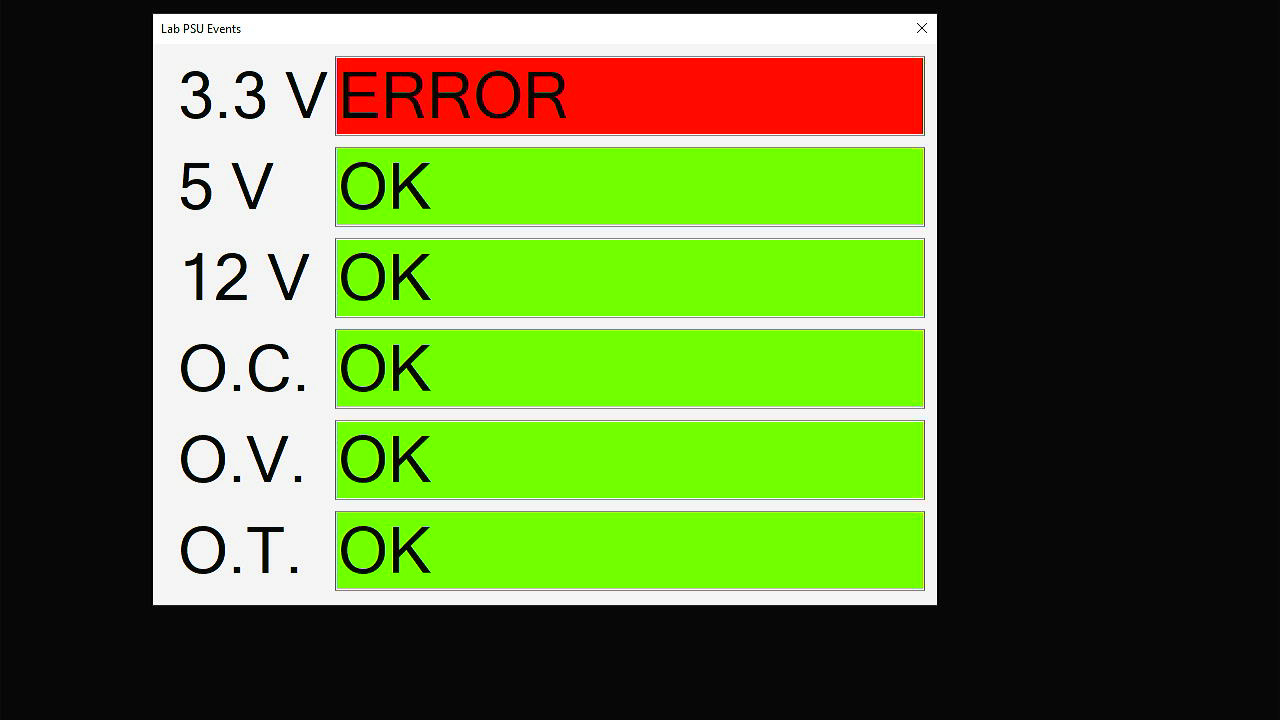 Lab PSU Events
3.3 V ERROR
5 V OK
12 V OK
O.C. OK
O.V. OK
O.T. OK